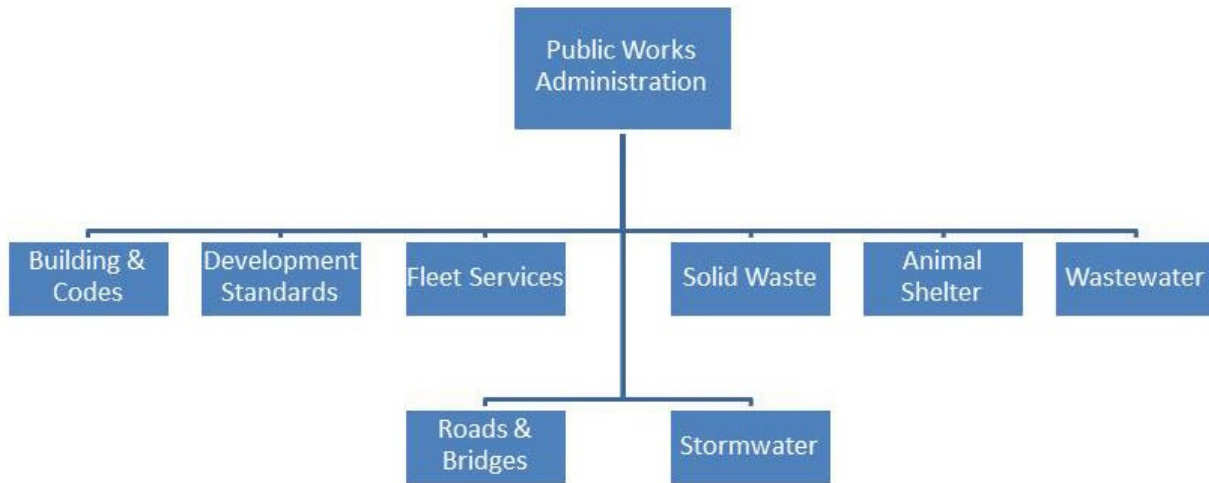 Public Works
Administration
Building &
Codes
Development
Standards
Fleet Services
Solid Waste
Animal
Shelter
Wastewater
Roads &
Bridges
Stormwater